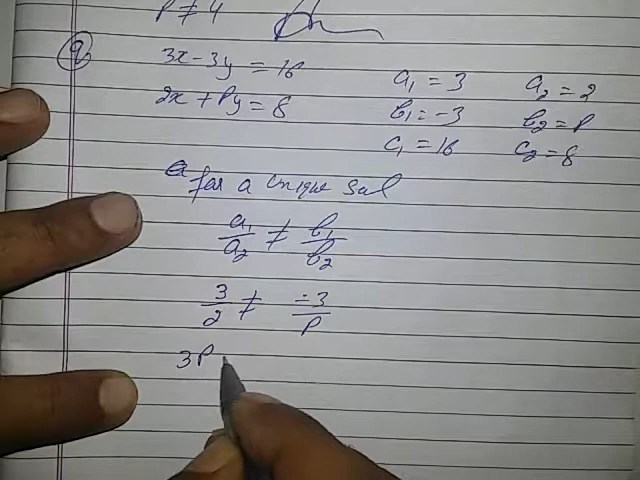 P ≠ 4
9
3x - 3y = 16
2x + Py = 8
a₁ = 3 a₂ = 2
b₁ = -3 b₂ = P
c₁ = 16 c₂ = 8
for a unique sol
a₁/a₂ ≠ b₁/b₂
3/2 ≠ -3/P
3P